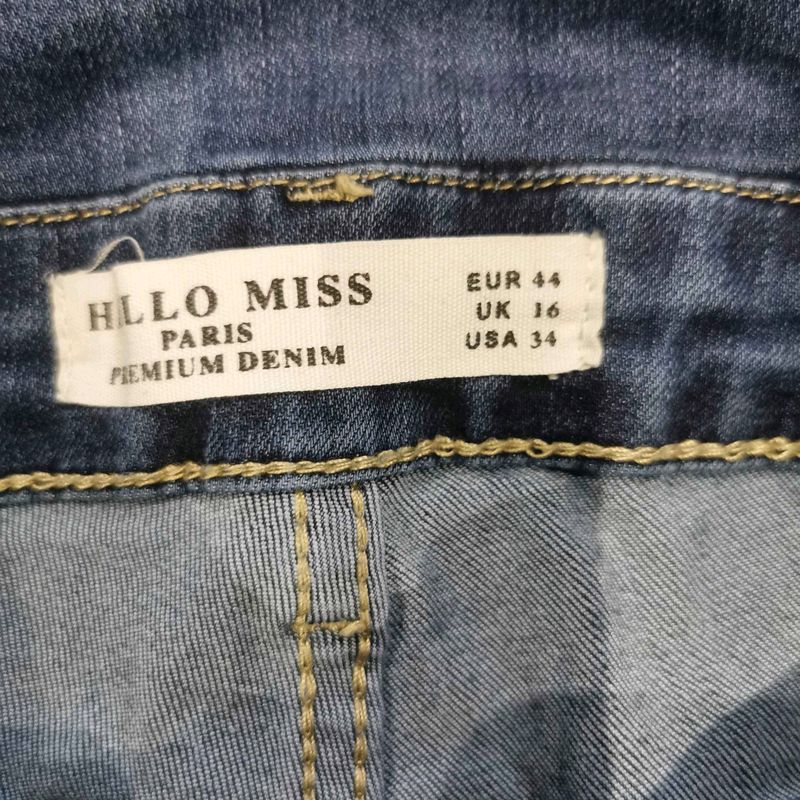 HELLO MISS
PARIS
PREMIUM DENIM
EUR 44
UK 16
USA 34